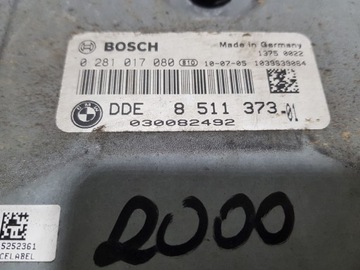 BOSCH
Made in Germany
1375 0022
0 281 017 080 10-07-05 1039S39864
DDE 8 511 373-01
030082492
5252361
CELABEL
2000